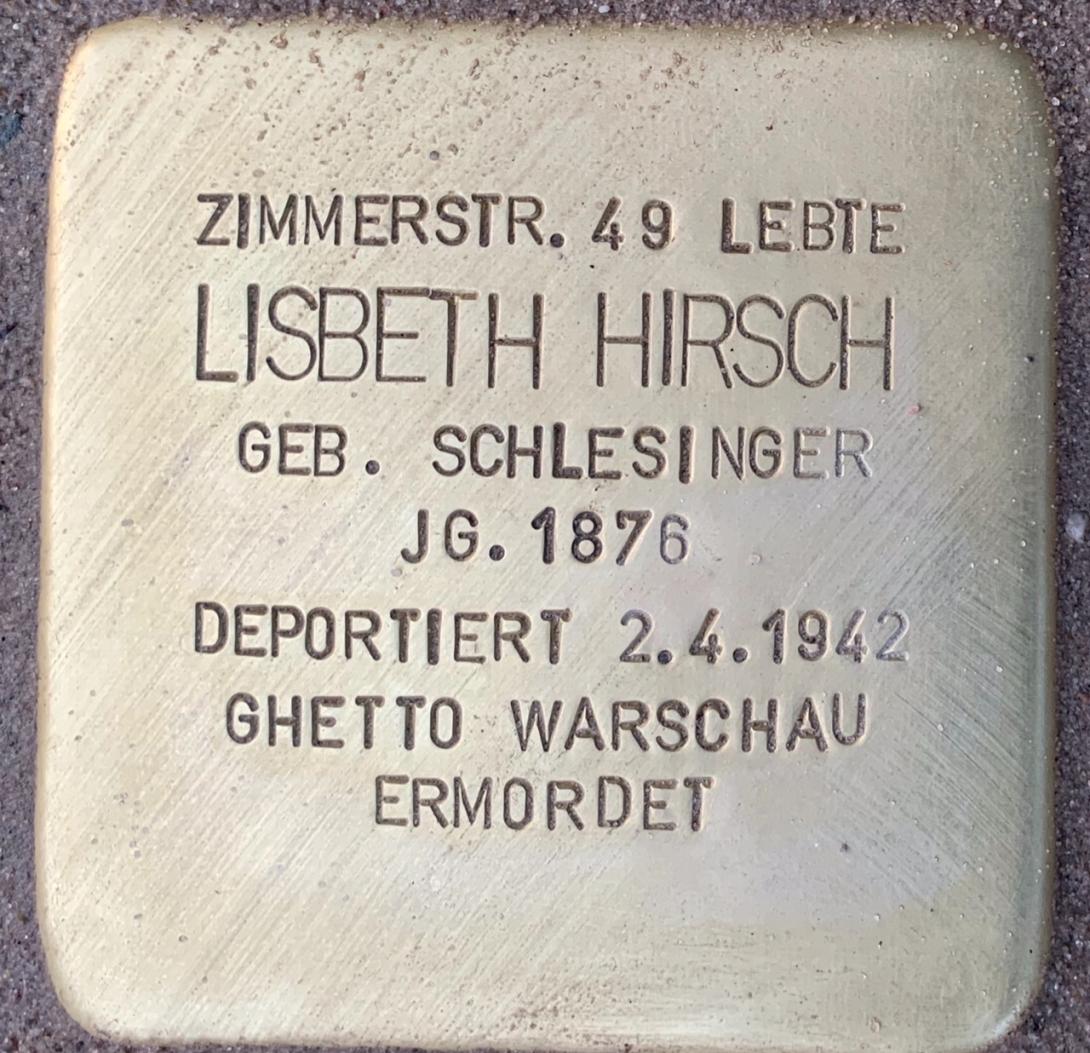 ZIMMERSTR. 49 LEBTE
LISBETH HIRSCH
GEB. SCHLESINGER
JG. 1876
DEPORTIERT 2.4.1942
GHETTO WARSCHAU
ERMORDET